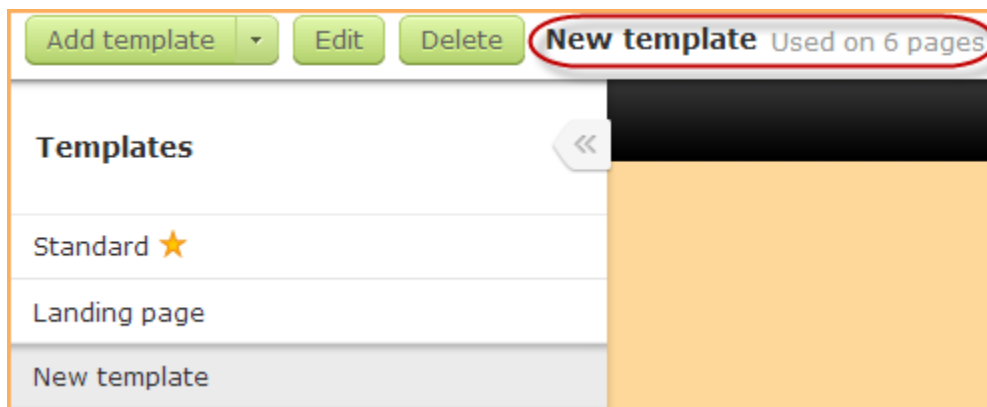 Add template Edit Delete New template Used on 6 pages
Templates
Standard
Landing page
New template